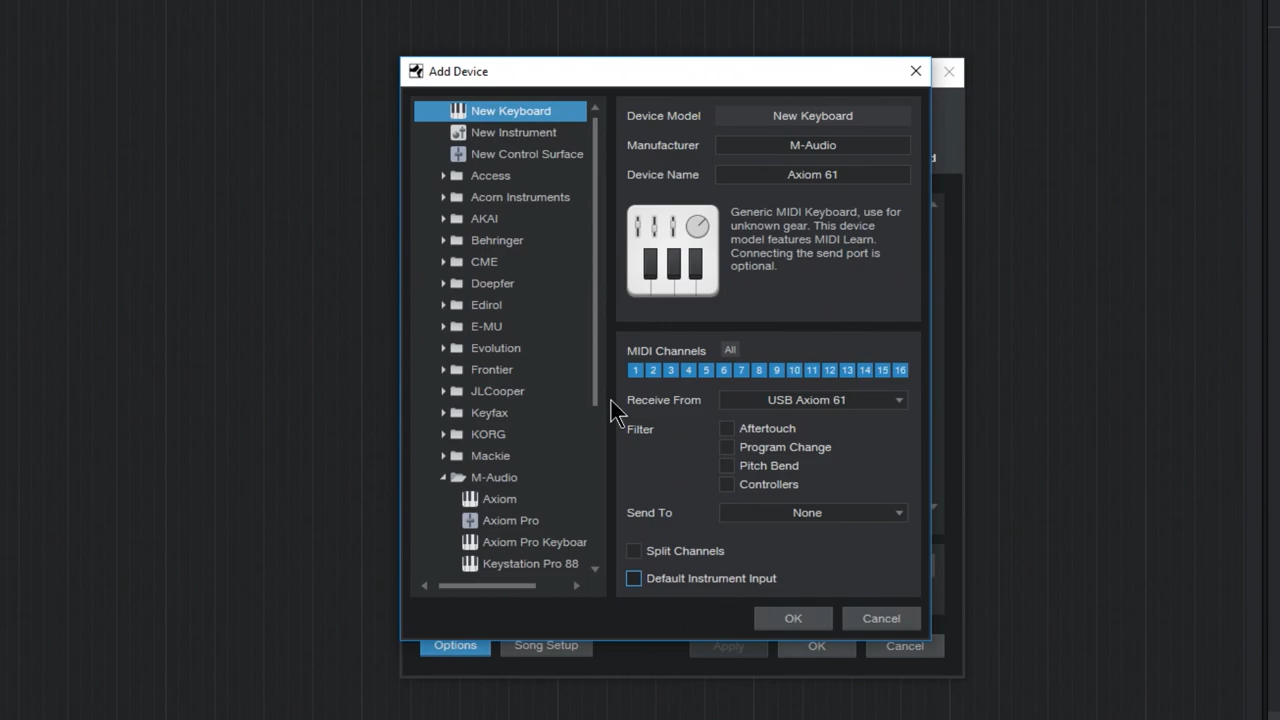 Add Device
New Keyboard
New Instrument
New Control Surface
Access
Acorn Instruments
AKAI
Behringer
CME
Doepfer
Edirol
E-MU
Evolution
Frontier
JLCooper
Keyfax
KORG
Mackie
M-Audio
Axiom
Axiom Pro
Axiom Pro Keyboar
Keystation Pro 88
Device Model New Keyboard
Manufacturer M-Audio
Device Name Axiom 61
Generic MIDI Keyboard, use for
unknown gear. This device
model features MIDI Learn.
Connecting the send port is
optional.
MIDI Channels All
1 2 3 4 5 6 7 8 9 10 11 12 13 14 15 16
Receive From USB Axiom 61
Filter Aftertouch
Program Change
Pitch Bend
Controllers
Send To None
Split Channels
Default Instrument Input
OK Cancel
Options Song Setup Apply OK Cancel